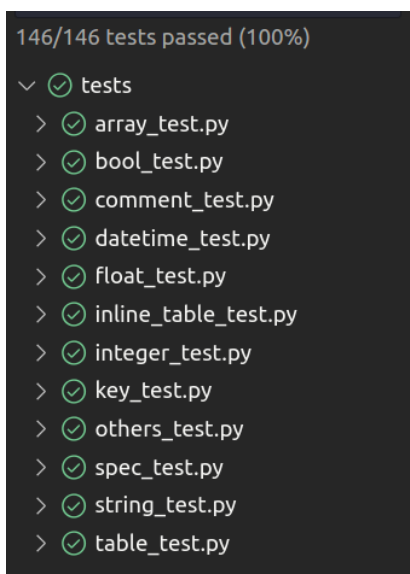 146/146 tests passed (100%)
tests
array_test.py
bool_test.py
comment_test.py
datetime_test.py
float_test.py
inline_table_test.py
integer_test.py
key_test.py
others_test.py
spec_test.py
string_test.py
table_test.py